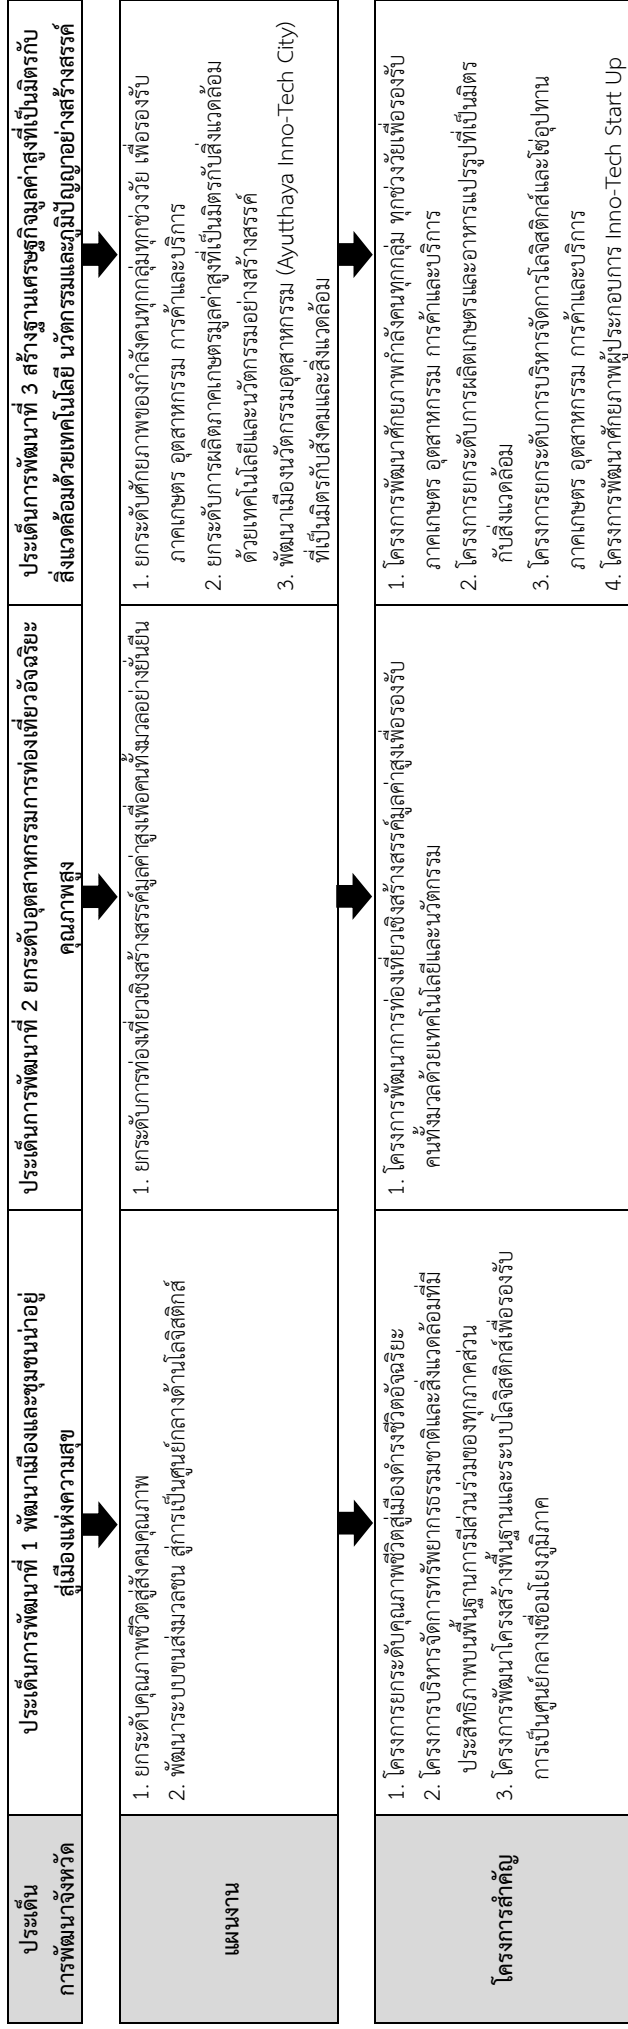 ประเด็น
การพัฒนาจังหวัด
ประเด็นการพัฒนาที่ 1 พัฒนาเมืองและชุมชนน่าอยู่
สู่เมืองแห่งความสุข
ประเด็นการพัฒนาที่ 2 ยกระดับอุตสาหกรรมการท่องเที่ยวอัจฉริยะ
คุณภาพสูง
ประเด็นการพัฒนาที่ 3 สร้างฐานเศรษฐกิจมูลค่าสูงที่เป็นมิตรกับ
สิ่งแวดล้อมด้วยเทคโนโลยี นวัตกรรมและภูมิปัญญาอย่างสร้างสรรค์
แผนงาน
1. ยกระดับคุณภาพชีวิตสู่สังคมคุณภาพ
2. พัฒนาระบบขนส่งมวลชน สู่การเป็นศูนย์กลางด้านโลจิสติกส์
1. ยกระดับการท่องเที่ยวเชิงสร้างสรรค์มูลค่าสูงเพื่อคนทั้งมวลอย่างยั่งยืน
1. ยกระดับศักยภาพของกำลังคนทุกกลุ่มทุกช่วงวัย เพื่อรองรับ
ภาคเกษตร อุตสาหกรรม การค้าและบริการ
2. ยกระดับการผลิตภาคเกษตรมูลค่าสูงที่เป็นมิตรกับสิ่งแวดล้อม
ด้วยเทคโนโลยีและนวัตกรรมอย่างสร้างสรรค์
3. พัฒนาเมืองนวัตกรรมอุตสาหกรรม (Ayutthaya Inno-Tech City)
ที่เป็นมิตรกับสังคมและสิ่งแวดล้อม
โครงการสำคัญ
1. โครงการยกระดับคุณภาพชีวิตสู่เมืองดำรงชีวิตอัจฉริยะ
2. โครงการบริหารจัดการทรัพยากรธรรมชาติและสิ่งแวดล้อมที่มี
ประสิทธิภาพบนพื้นฐานการมีส่วนร่วมของทุกภาคส่วน
3. โครงการพัฒนาโครงสร้างพื้นฐานและระบบโลจิสติกส์เพื่อรองรับ
การเป็นศูนย์กลางเชื่อมโยงภูมิภาค
1. โครงการพัฒนาการท่องเที่ยวเชิงสร้างสรรค์มูลค่าสูงเพื่อรองรับ
คนทั้งมวลด้วยเทคโนโลยีและนวัตกรรม
1. โครงการพัฒนาศักยภาพกำลังคนทุกกลุ่ม ทุกช่วงวัยเพื่อรองรับ
ภาคเกษตร อุตสาหกรรม การค้าและบริการ
2. โครงการยกระดับการผลิตเกษตรและอาหารแปรรูปที่เป็นมิตร
กับสิ่งแวดล้อม
3. โครงการยกระดับการบริหารจัดการโลจิสติกส์และโซ่อุปทาน
ภาคเกษตร อุตสาหกรรม การค้าและบริการ
4. โครงการพัฒนาศักยภาพผู้ประกอบการ Inno-Tech Start Up